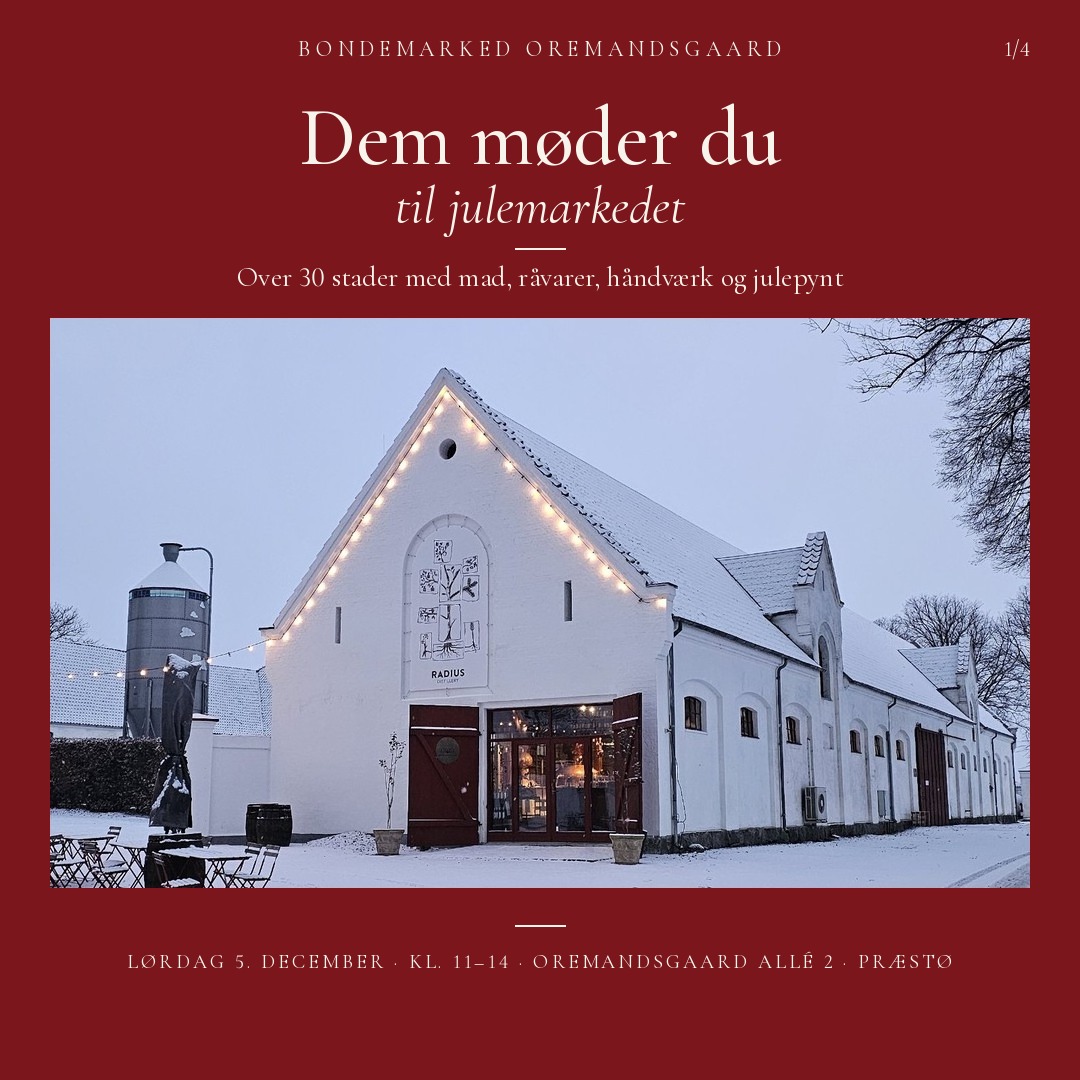 BONDEMARKED OREMANDSGAARD
1/4
Dem møder du
til julemarkedet
Over 30 stader med mad, råvarer, håndværk og julepynt
RADIUS
DISTILLERY
LØRDAG 5. DECEMBER · KL. 11–14 · OREMANDSGAARD ALLÉ 2 · PRÆSTØ